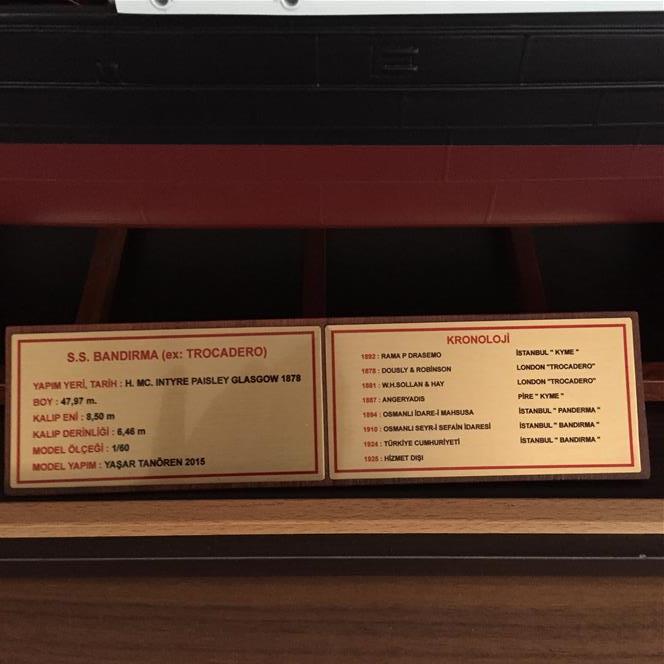 S.S. BANDIRMA (ex: TROCADERO)
YAPIM YERİ, TARİH : H. MC. INTYRE PAISLEY GLASGOW 1878
BOY : 47,97 m.
KALIP ENİ : 8,50 m
KALIP DERİNLİĞİ : 6,46 m
MODEL ÖLÇEĞİ : 1/60
MODEL YAPIM : YAŞAR TANÖREN 2015
KRONOLOJİ
1892 : RAMA P DRASEMO İSTANBUL " KYME "
1878 : DOUSLY & ROBİNSON LONDON "TROCADERO"
1881 : W.H.SOLLAN & HAY LONDON "TROCADERO"
1887 : ANGERYADIS PİRE " KYME "
1894 : OSMANLI İDARE-İ MAHSUSA İSTANBUL " PANDERMA "
1910 : OSMANLI SEYR-İ SEFAİN İDARESİ İSTANBUL " BANDIRMA "
1924 : TÜRKİYE CUMHURİYETİ İSTANBUL " BANDIRMA "
1925 : HİZMET DIŞI